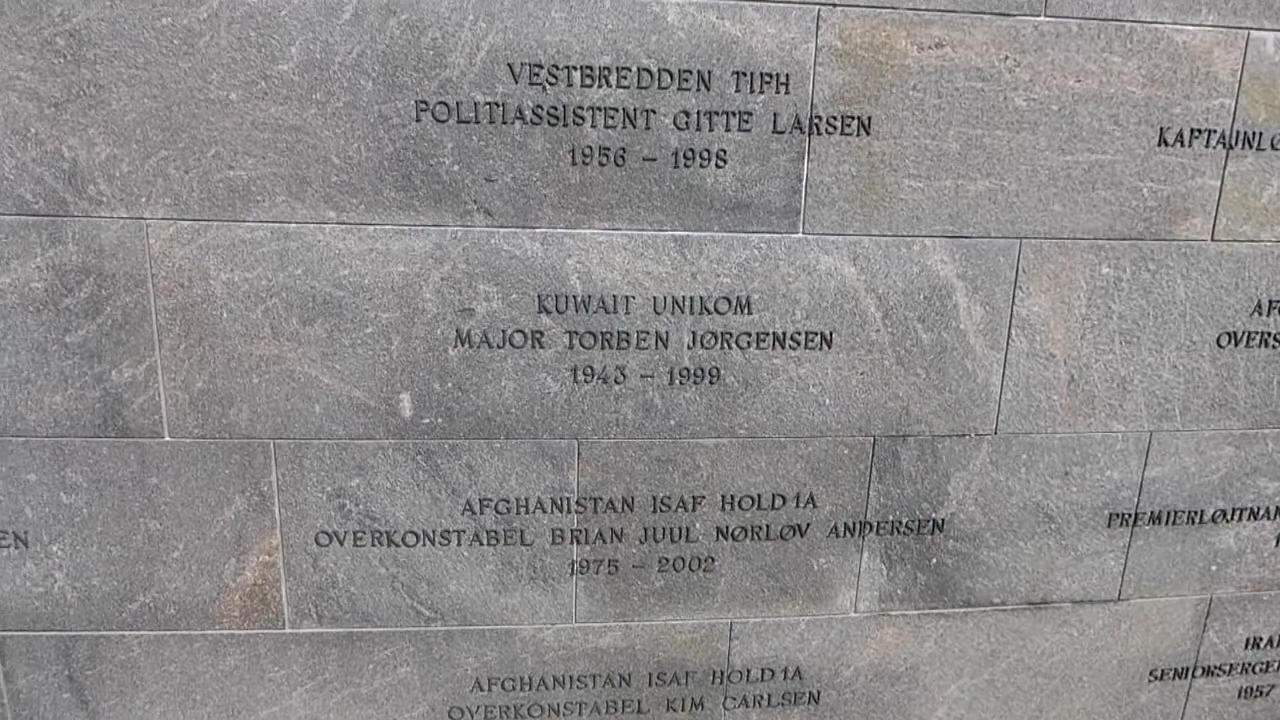 VESTBREDDEN TIPH
POLITIASSISTENT GITTE LARSEN
1956 – 1998
KUWAIT UNIKOM
MAJOR TORBEN JØRGENSEN
1943 – 1999
AFGHANISTAN ISAF HOLD 1A
OVERKONSTABEL BRIAN JUUL NØRLØV ANDERSEN
1975 – 2002
AFGHANISTAN ISAF HOLD 1A
OVERKONSTABEL KIM CARLSEN
1957